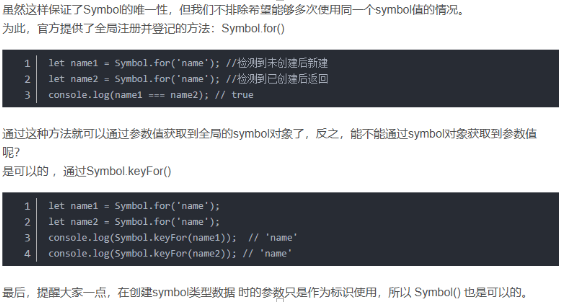 虽然这样保证了Symbol的唯一性，但我们不排除希望能够多次使用同一个symbol值的情况。
为此，官方提供了全局注册并登记的方法：Symbol.for()
1 let name1 = Symbol.for('name'); //检测到未创建后新建
2 let name2 = Symbol.for('name'); //检测到已创建后返回
3 console.log(name1 === name2); // true
通过这种方法就可以通过参数值获取到全局的symbol对象了，反之，能不能通过symbol对象获取到参数值
呢？
是可以的 ，通过Symbol.keyFor()
1 let name1 = Symbol.for('name');
2 let name2 = Symbol.for('name');
3 console.log(Symbol.keyFor(name1)); // 'name'
4 console.log(Symbol.keyFor(name2)); // 'name'
最后，提醒大家一点，在创建symbol类型数据 时的参数只是作为标识使用，所以 Symbol() 也是可以的。